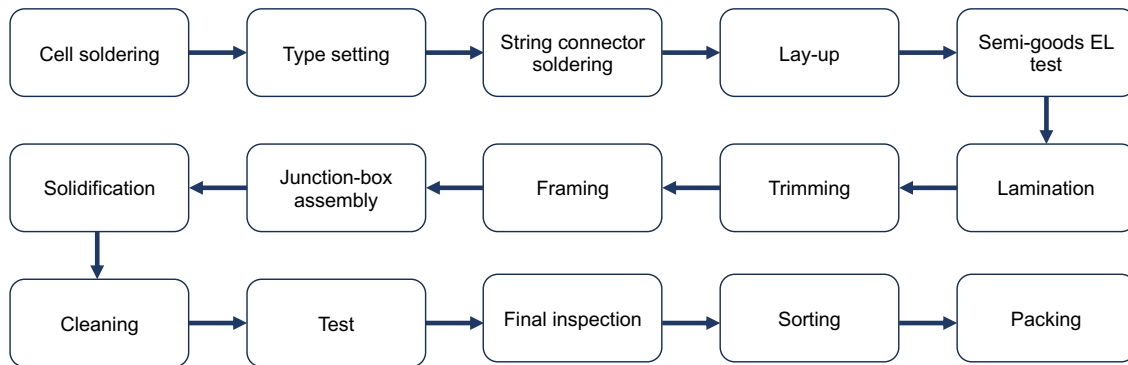 Cell soldering
Type setting
String connector
soldering
Lay-up
Semi-goods EL
test
Solidification
Junction-box
assembly
Framing
Trimming
Lamination
Cleaning
Test
Final inspection
Sorting
Packing